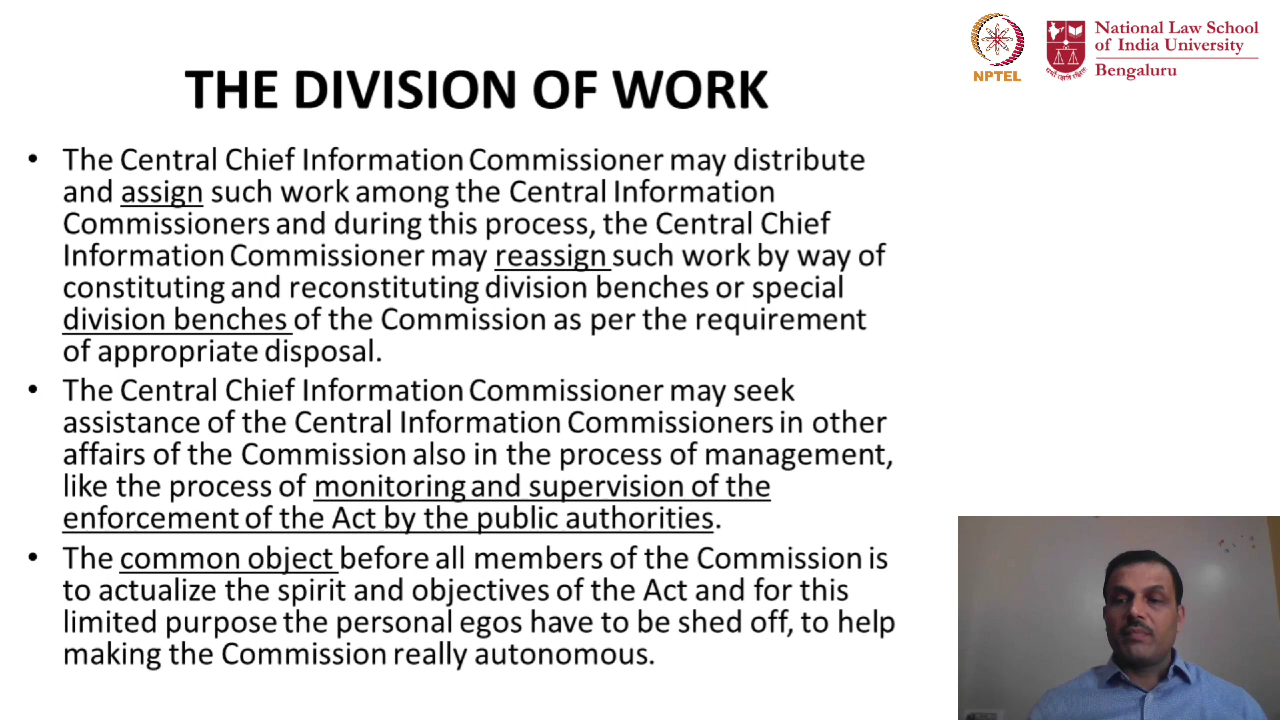 NPTEL
National Law School
of India University
Bengaluru
THE DIVISION OF WORK
• The Central Chief Information Commissioner may distribute
and assign such work among the Central Information
Commissioners and during this process, the Central Chief
Information Commissioner may reassign such work by way of
constituting and reconstituting division benches or special
division benches of the Commission as per the requirement
of appropriate disposal.
• The Central Chief Information Commissioner may seek
assistance of the Central Information Commissioners in other
affairs of the Commission also in the process of management,
like the process of monitoring and supervision of the
enforcement of the Act by the public authorities.
• The common object before all members of the Commission is
to actualize the spirit and objectives of the Act and for this
limited purpose the personal egos have to be shed off, to help
making the Commission really autonomous.